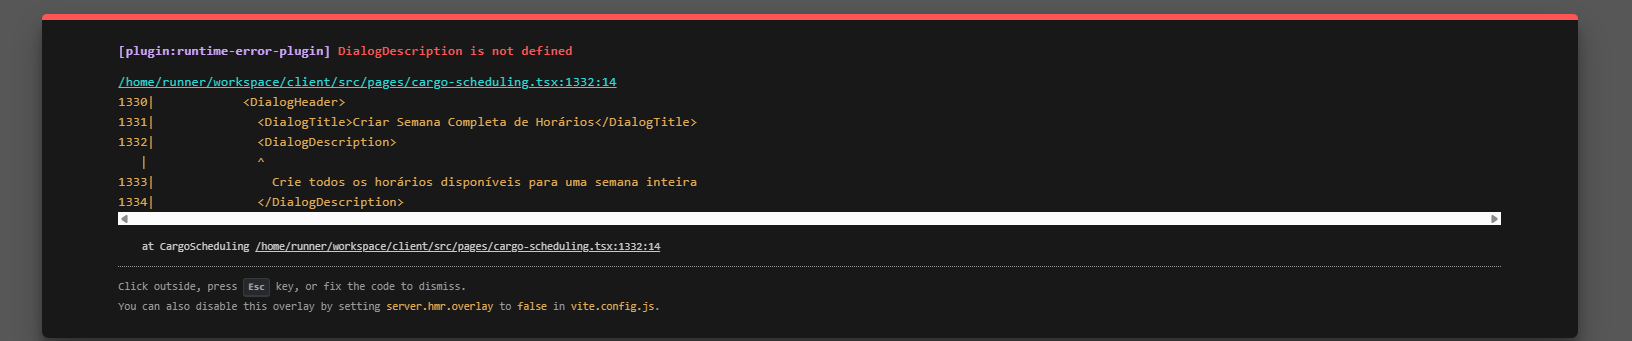 [plugin:runtime-error-plugin] DialogDescription is not defined
/home/runner/workspace/client/src/pages/cargo-scheduling.tsx:1332:14
1330|            <DialogHeader>
1331|              <DialogTitle>Criar Semana Completa de Horários</DialogTitle>
1332|              <DialogDescription>
   |               ^
1333|                Crie todos os horários disponíveis para uma semana inteira
1334|              </DialogDescription>
at CargoScheduling /home/runner/workspace/client/src/pages/cargo-scheduling.tsx:1332:14
Click outside, press Esc key, or fix the code to dismiss.
You can also disable this overlay by setting server.hmr.overlay to false in vite.config.js.